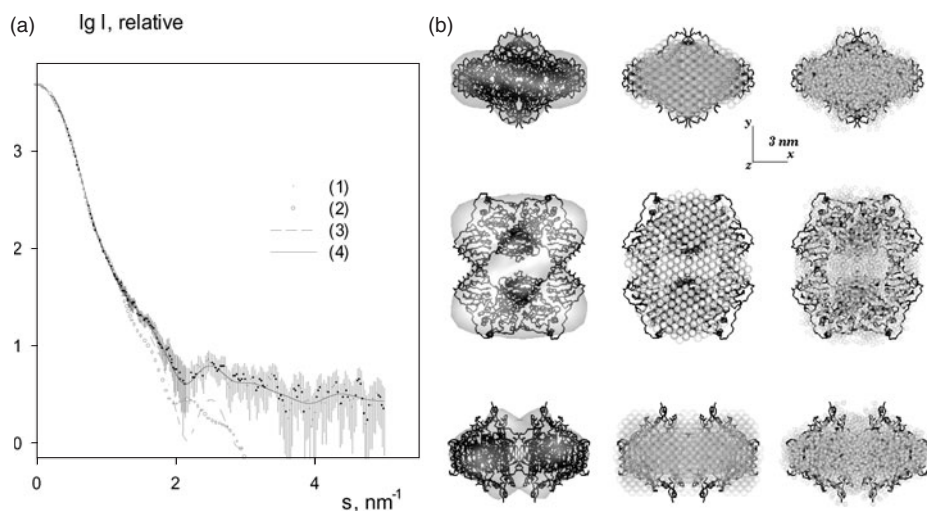 (a)
lg I, relative
3
2
1
0
(1)
(2)
(3)
(4)
0
2
4
s, nm⁻¹
(b)
y
3 nm
z
x